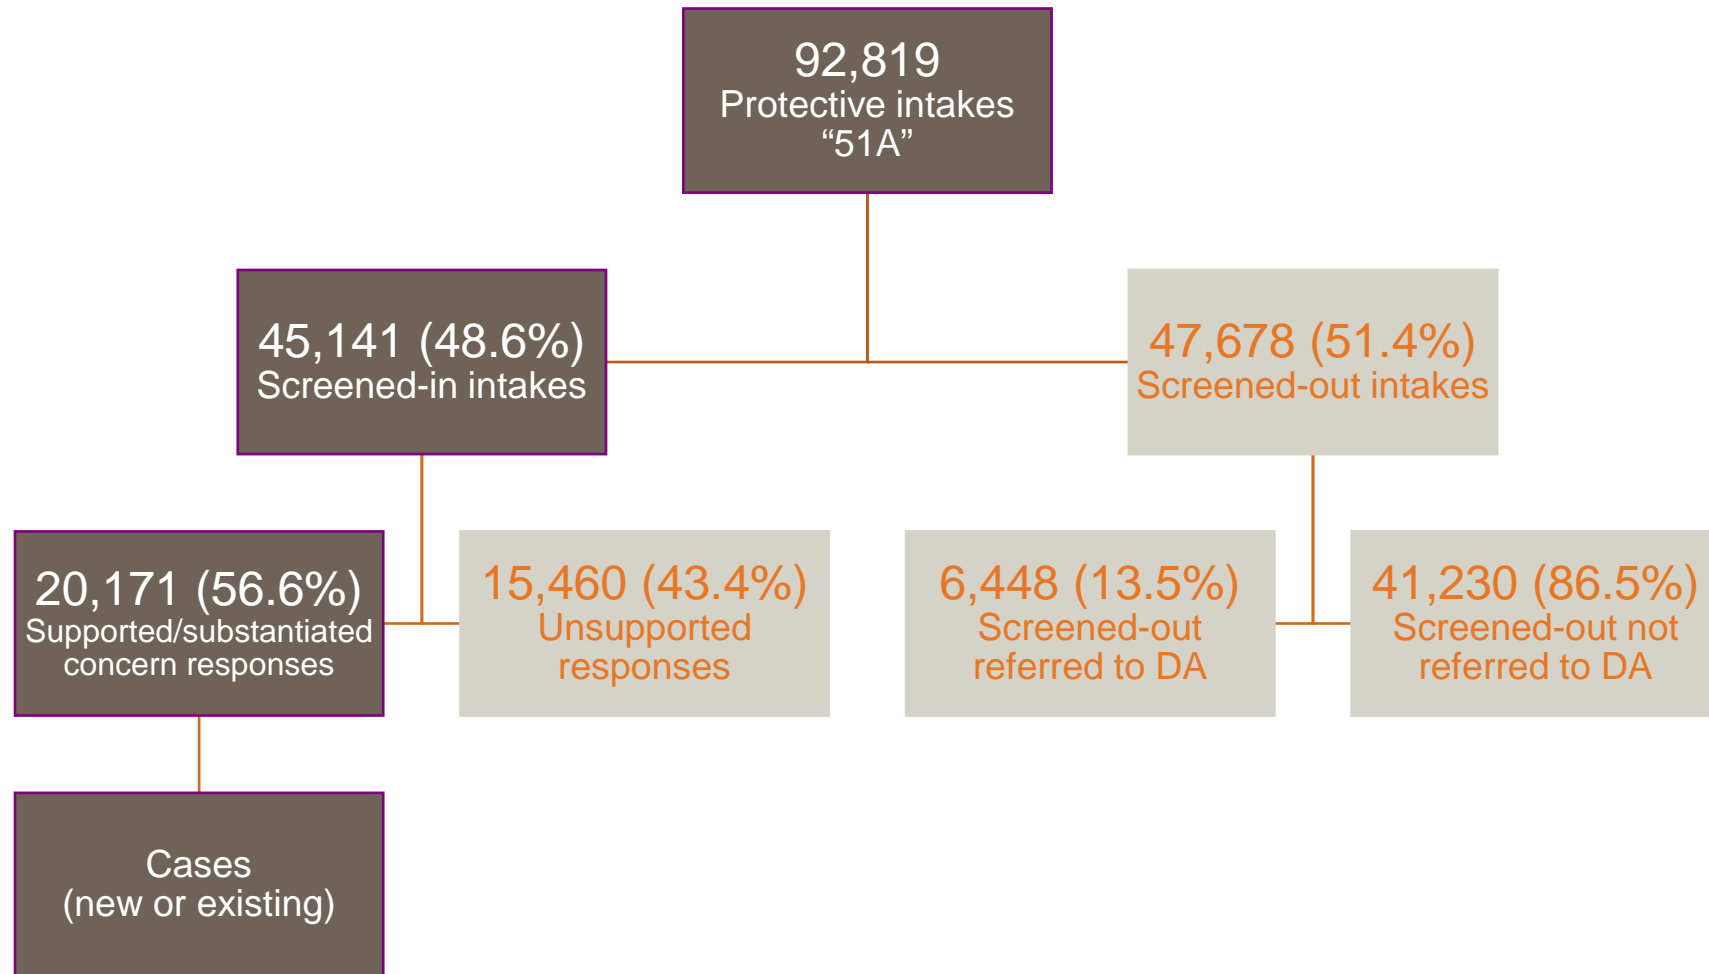 92,819
Protective intakes
“51A”
45,141 (48.6%)
Screened-in intakes
47,678 (51.4%)
Screened-out intakes
20,171 (56.6%)
Supported/substantiated
concern responses
15,460 (43.4%)
Unsupported
responses
6,448 (13.5%)
Screened-out
referred to DA
41,230 (86.5%)
Screened-out not
referred to DA
Cases
(new or existing)